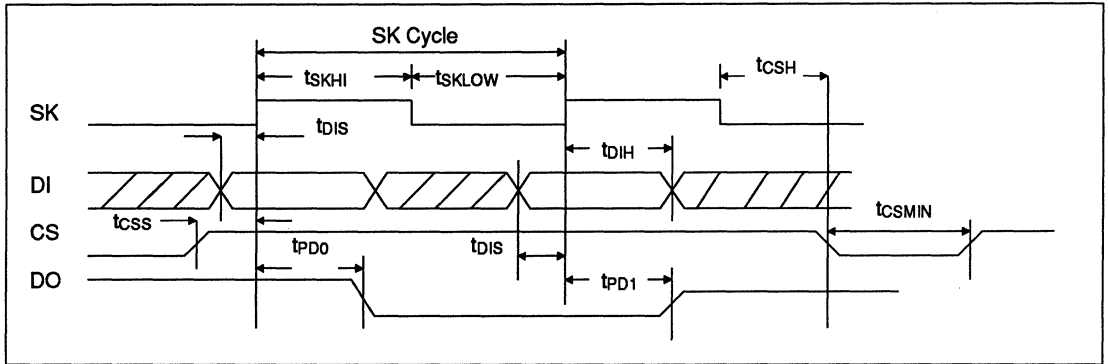 SK Cycle
tSKHI tSKLOW tCSH
SK
tDIS
tDIH
DI
tCSS tCSMIN
CS
tPD0 tDIS
DO tPD1